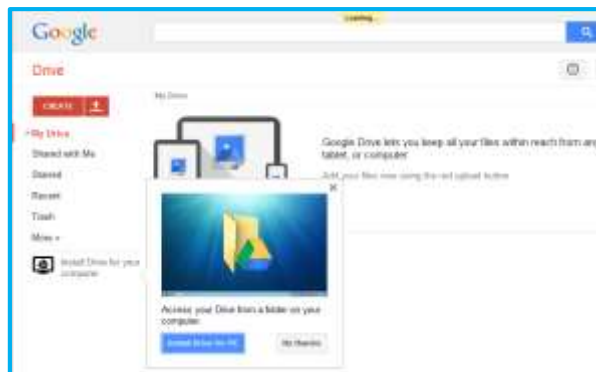 Google
Loading...
Drive
CREATE
My Drive
My Drive
Shared with Me
Starred
Recent
Trash
More
Install Drive for your
computer
Google Drive lets you keep all your files within reach from any
tablet, or computer
Add your files now using the red upload button
Access your Drive from a folder on your
computer.
Install Drive for PC
No thanks